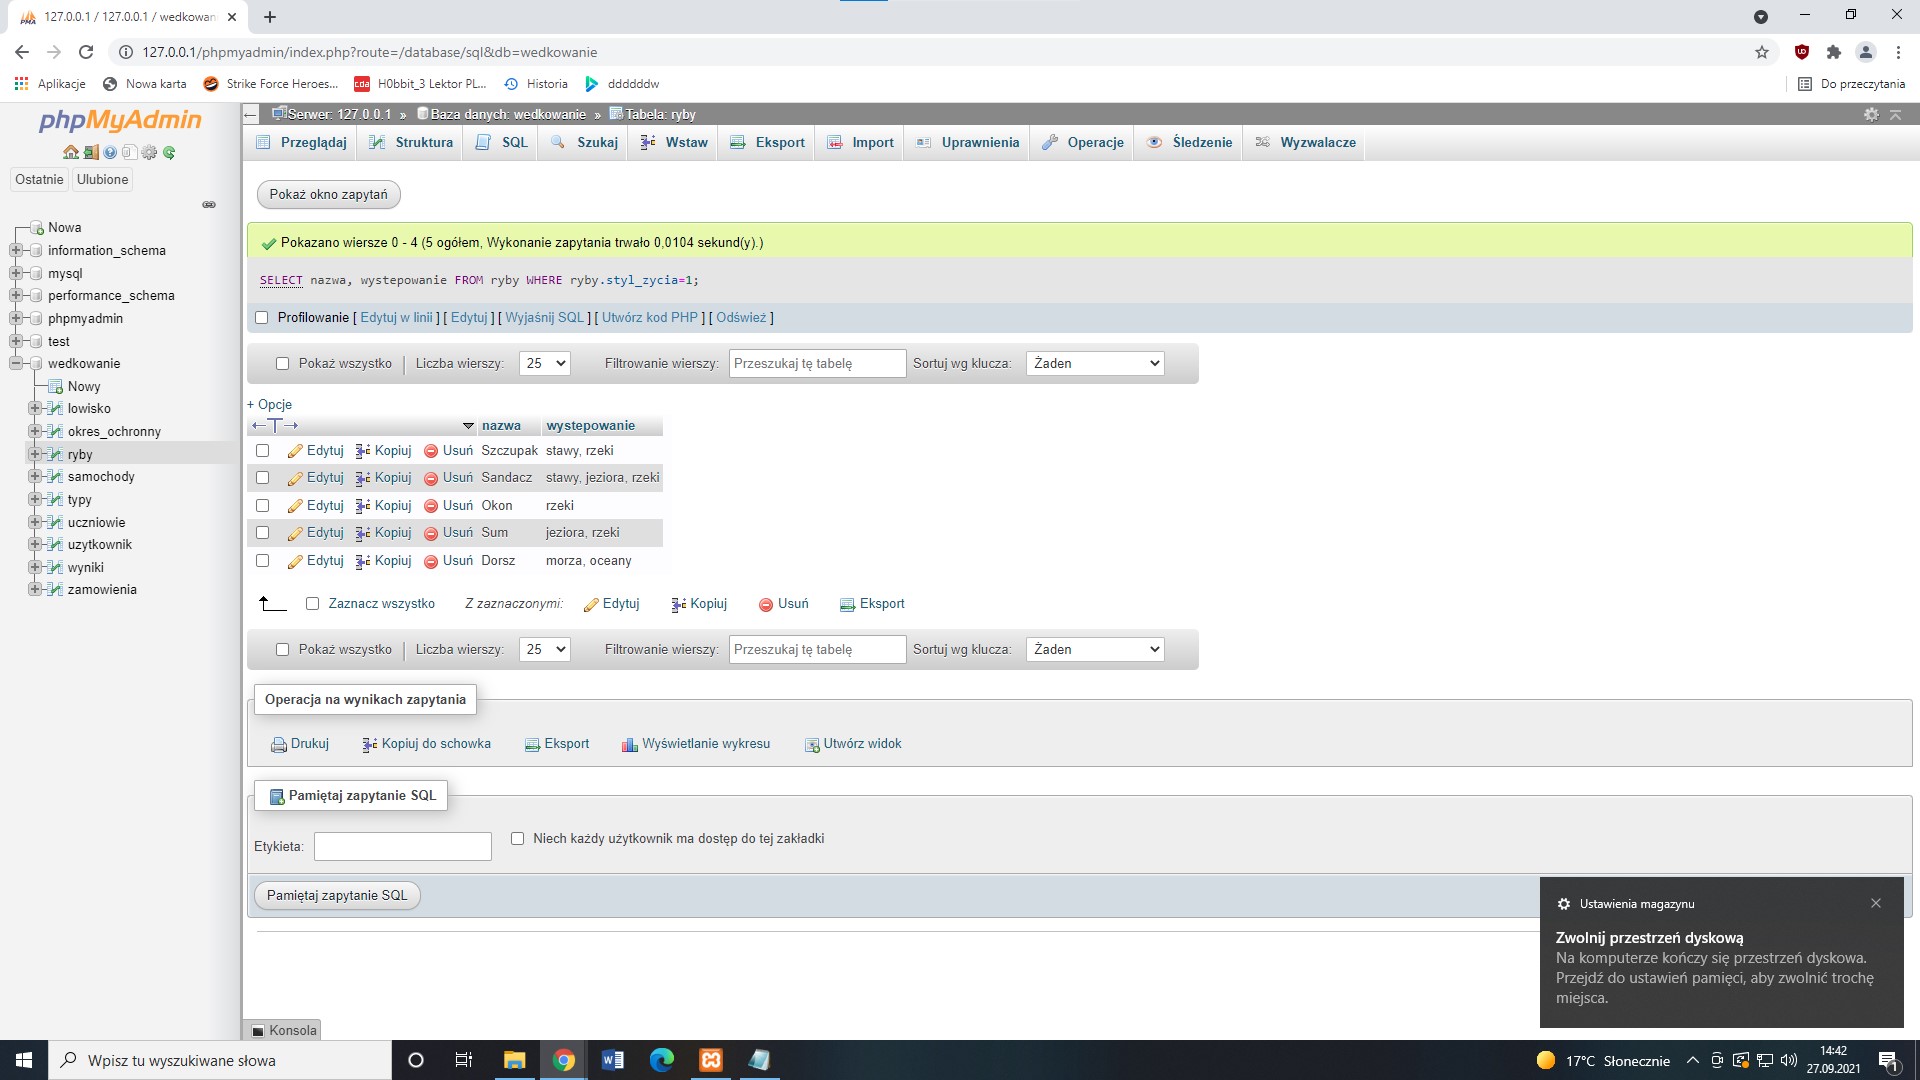 127.0.0.1 / 127.0.0.1 / wedkowan
127.0.0.1/phpmyadmin/index.php?route=/database/sql&db=wedkowanie
Aplikacje Nowa karta Strike Force Heroes... cda H0bbit_3 Lektor PL... Historia ddddddw Do przeczytania
phpMyAdmin
Ostatnie Ulubione
Nowa
information_schema
mysql
performance_schema
phpmyadmin
test
wedkowanie
Nowy
lowisko
okres_ochronny
ryby
samochody
typy
uczniowie
uzytkownik
wyniki
zamowienia
Serwer: 127.0.0.1 » Baza danych: wedkowanie » Tabela: ryby
Przeglądaj Struktura SQL Szukaj Wstaw Eksport Import Uprawnienia Operacje Śledzenie Wyzwalacze
Pokaż okno zapytań
Pokazano wiersze 0 - 4 (5 ogółem, Wykonanie zapytania trwało 0,0104 sekund(y).)
SELECT nazwa, wystepowanie FROM ryby WHERE ryby.styl_zycia=1;
Profilowanie [ Edytuj w linii ] [ Edytuj ] [ Wyjaśnij SQL ] [ Utwórz kod PHP ] [ Odśwież ]
Pokaż wszystko | Liczba wierszy: 25 Filtrowanie wierszy: Przeszukaj tę tabelę Sortuj wg klucza: Żaden
+ Opcje
←T→ nazwa wystepowanie
Edytuj Kopiuj Usuń Szczupak stawy, rzeki
Edytuj Kopiuj Usuń Sandacz stawy, jeziora, rzeki
Edytuj Kopiuj Usuń Okon rzeki
Edytuj Kopiuj Usuń Sum jeziora, rzeki
Edytuj Kopiuj Usuń Dorsz morza, oceany
Zaznacz wszystko Z zaznaczonymi: Edytuj Kopiuj Usuń Eksport
Pokaż wszystko | Liczba wierszy: 25 Filtrowanie wierszy: Przeszukaj tę tabelę Sortuj wg klucza: Żaden
Operacja na wynikach zapytania
Drukuj Kopiuj do schowka Eksport Wyświetlanie wykresu Utwórz widok
Pamiętaj zapytanie SQL
Etykieta: Niech każdy użytkownik ma dostęp do tej zakładki
Pamiętaj zapytanie SQL
Ustawienia magazynu
Zwolnij przestrzeń dyskową
Na komputerze kończy się przestrzeń dyskowa.
Przejdź do ustawień pamięci, aby zwolnić trochę
miejsca.
Konsola
Wpisz tu wyszukiwane słowa
17°C Słonecznie
14:42
27.09.2021
1